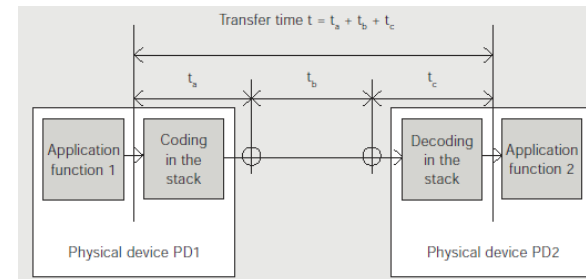 Transfer time t = ta + tb + tc
ta
tb
tc
Application
function 1
Coding
in the
stack
Decoding
in the
stack
Application
function 2
Physical device PD1
Physical device PD2